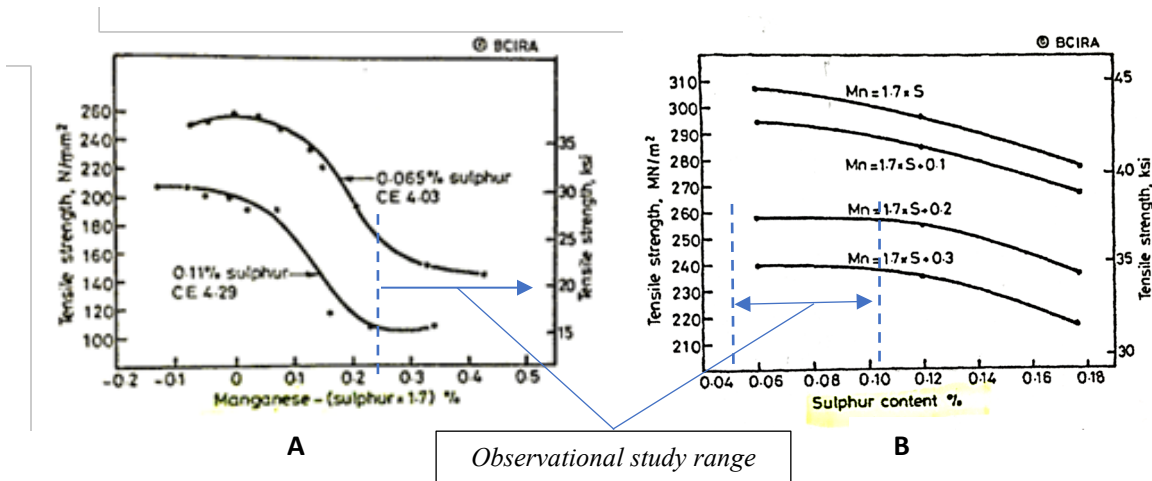 © BCIRA
Tensile strength, N/mm²
260
240
220
200
180
160
140
120
100
35
30
25
20
15
Tensile strength, ksi
0.065% sulphur
CE 4.03
0.11% sulphur
CE 4.29
-0.2
-0.1
0
0.1
0.2
0.3
0.4
0.5
Manganese-(sulphur×1.7) %
A
© BCIRA
Tensile strength, MN/m²
310
300
290
280
270
260
250
240
230
220
210
45
40
35
30
Tensile strength, ksi
Mn=1.7×S
Mn=1.7×S+0.1
Mn=1.7×S+0.2
Mn=1.7×S+0.3
0.04
0.06
0.08
0.10
0.12
0.14
0.16
0.18
Sulphur content %
B
Observational study range